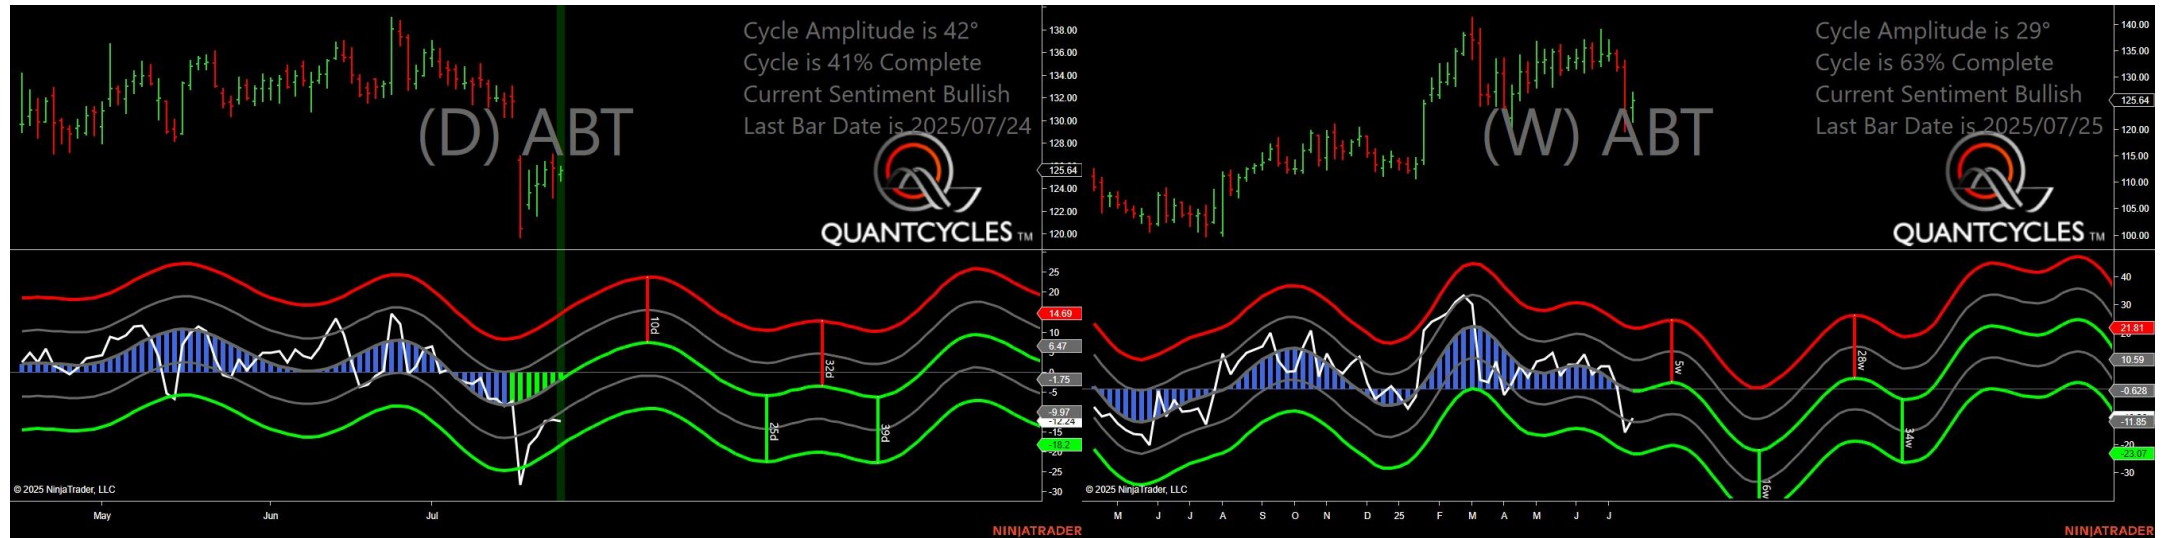 Cycle Amplitude is 42°
Cycle is 41% Complete
Current Sentiment Bullish
Last Bar Date is 2025/07/24
(D) ABT
QUANTCYCLES TM
138.00
136.00
134.00
132.00
130.00
128.00
125.64
124.00
122.00
120.00
25
20
14.69
10
6.47
0
-1.75
-5
-9.97
-12.24
-15
-18.2
-20
-25
-30
10d
32d
25d
39d
© 2025 NinjaTrader, LLC
May Jun Jul
NINJATRADER
Cycle Amplitude is 29°
Cycle is 63% Complete
Current Sentiment Bullish
Last Bar Date is 2025/07/25
(W) ABT
QUANTCYCLES TM
140.00
135.00
130.00
125.64
120.00
115.00
110.00
105.00
100.00
40
30
21.81
10.59
-0.628
-11.85
-20
-23.07
-30
5w
28w
16w
34w
© 2025 NinjaTrader, LLC
M J J A S O N D 25 F M A M J J
NINJATRADER